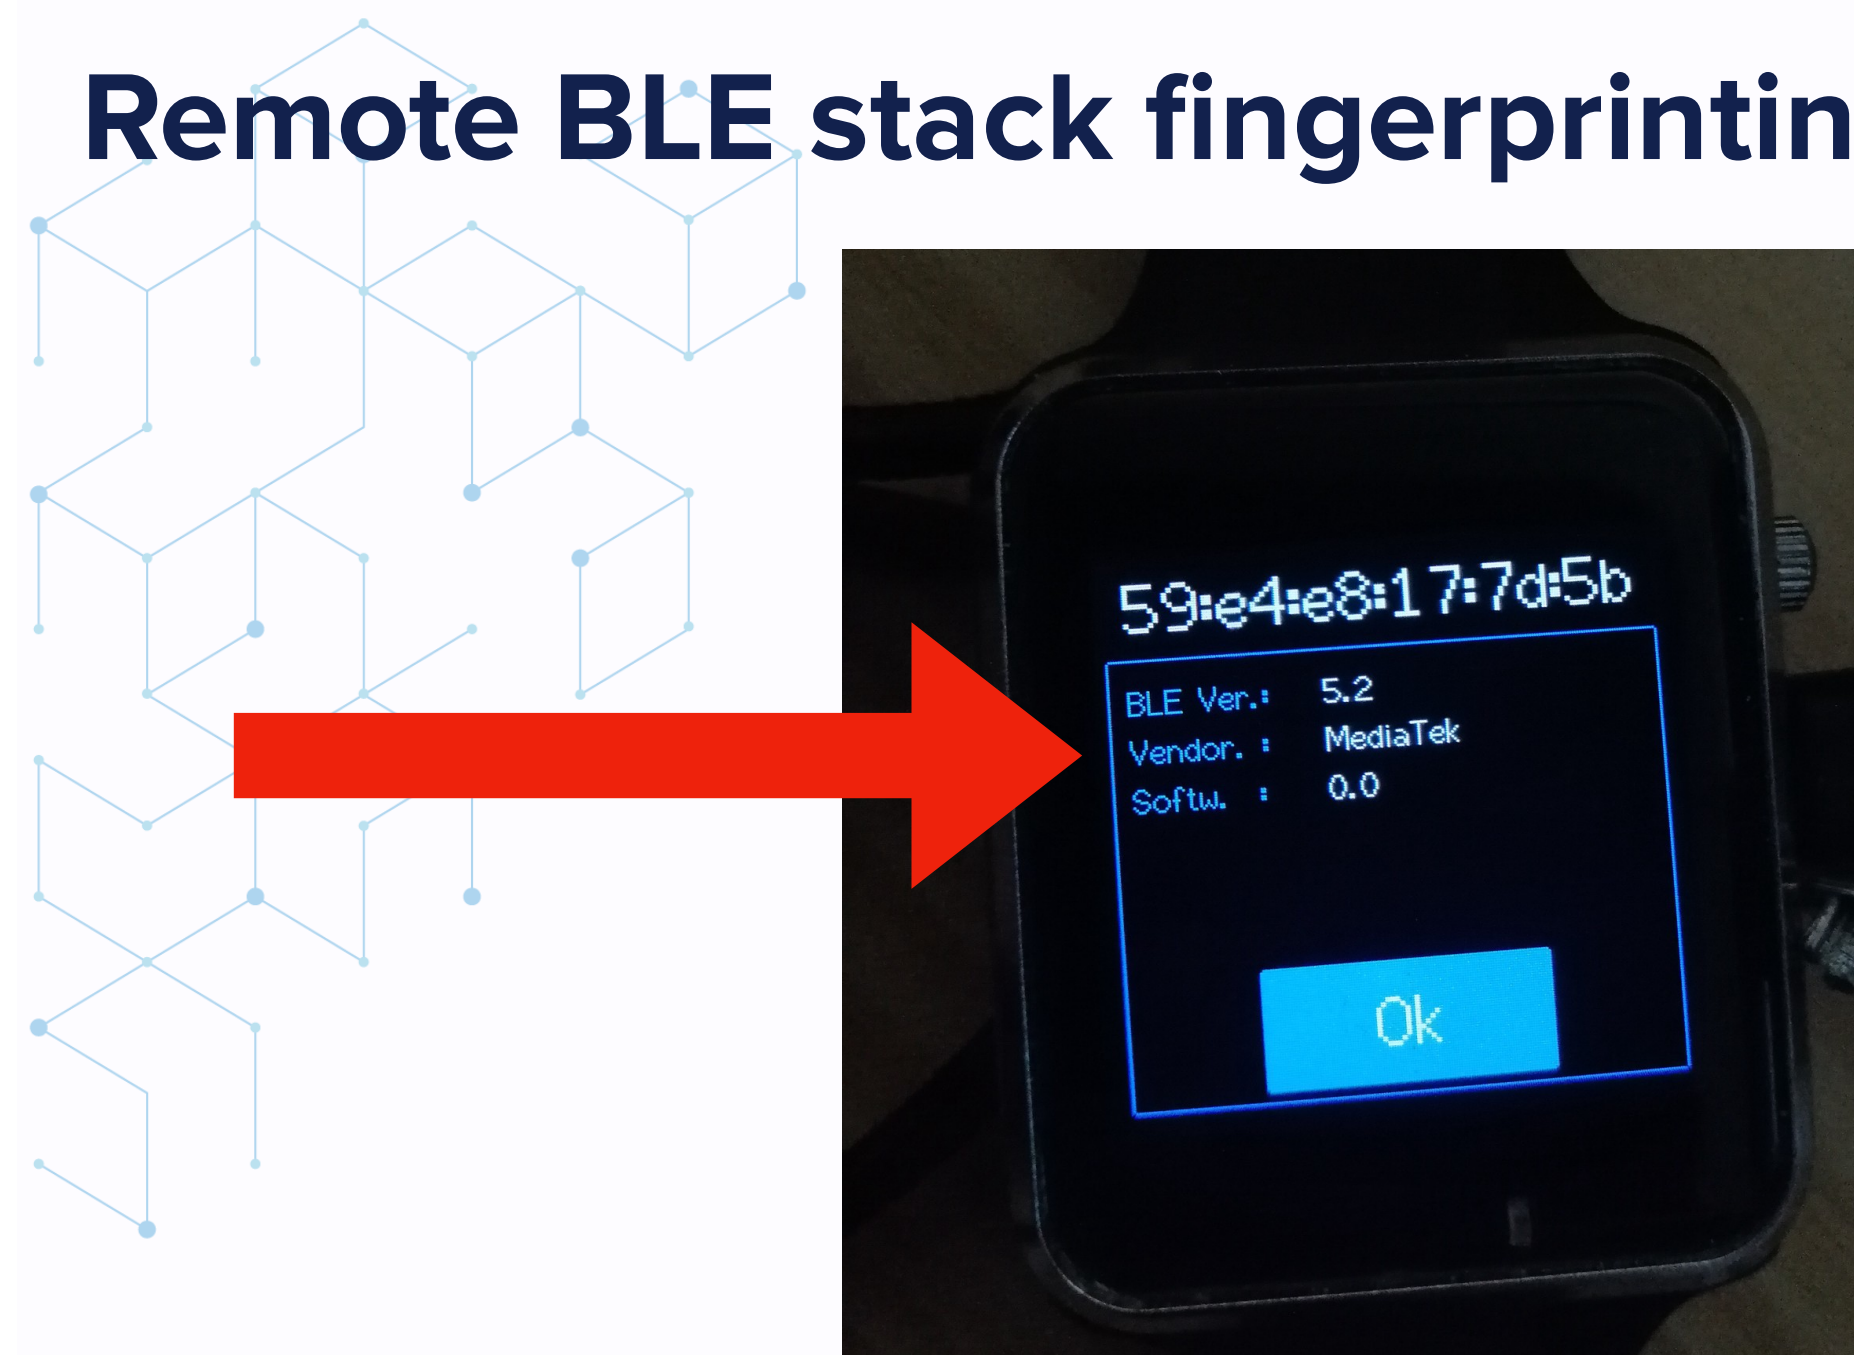 Remote BLE stack fingerprintin
59:e4:e8:17:7d:5b
BLE Ver.: 5.2
Vendor. : MediaTek
Softw. : 0.0
Ok